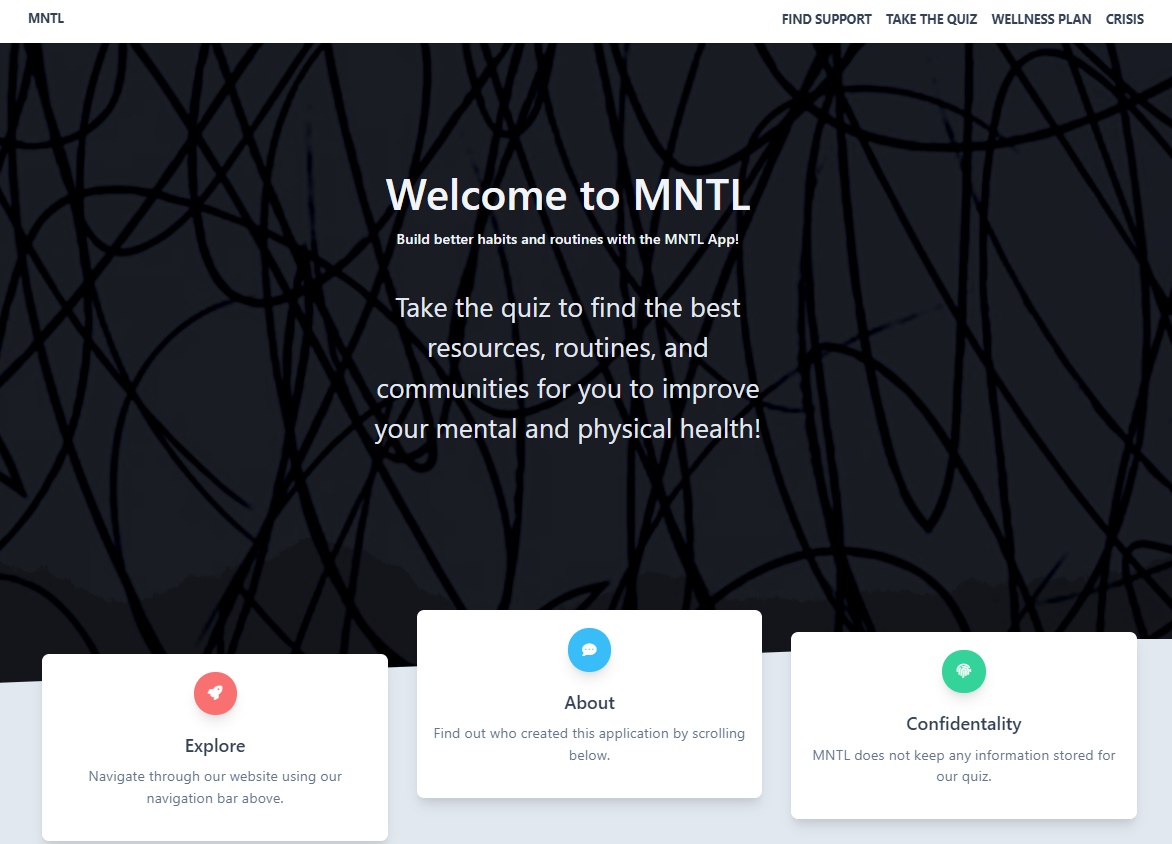 MNTL
FIND SUPPORT TAKE THE QUIZ WELLNESS PLAN CRISIS
Welcome to MNTL
Build better habits and routines with the MNTL App!
Take the quiz to find the best
resources, routines, and
communities for you to improve
your mental and physical health!
Explore
Navigate through our website using our
navigation bar above.
About
Find out who created this application by scrolling
below.
Confidentality
MNTL does not keep any information stored for
our quiz.